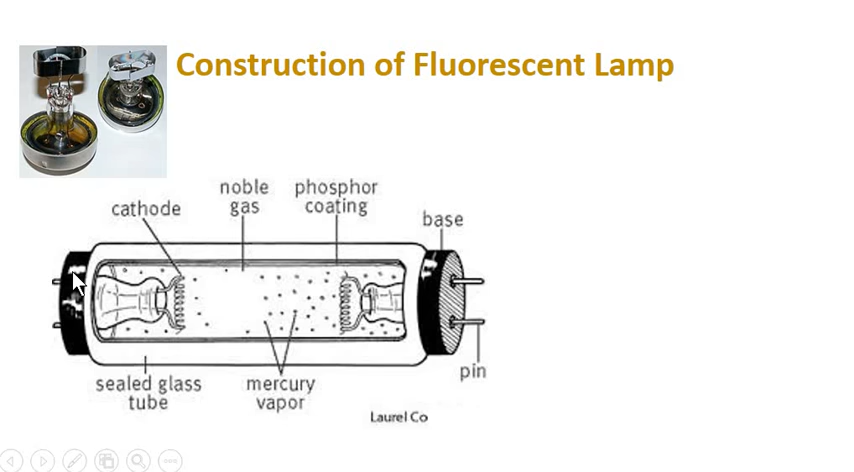 Construction of Fluorescent Lamp
noble
gas
phosphor
coating
cathode
base
sealed glass
tube
mercury
vapor
pin
Laurel Co